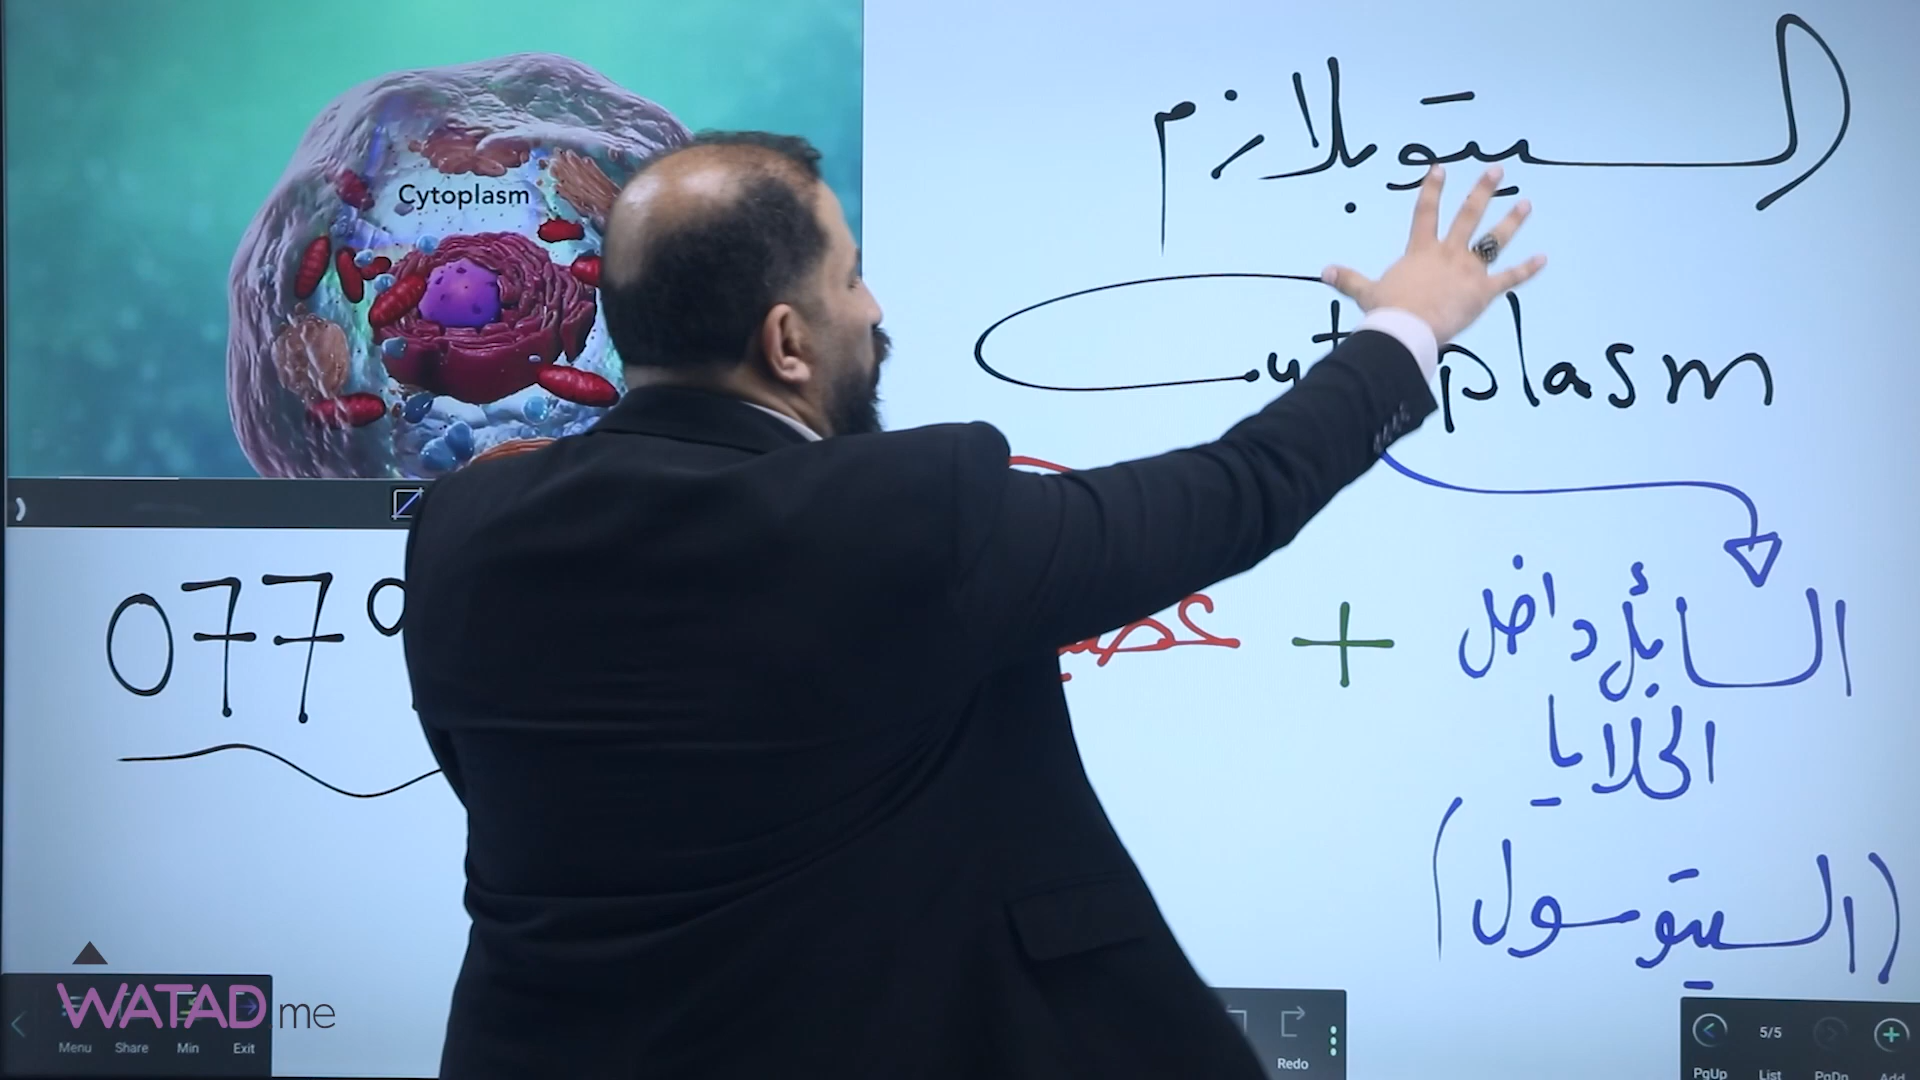 السيتوبلازم
Cytoplasm
Cytoplasm
السائل داخل
الخلايا
(السيتوسول)
+
077
WATAD.me
Menu Share Min Exit
Redo
5/5
PgUp List PgDn Add